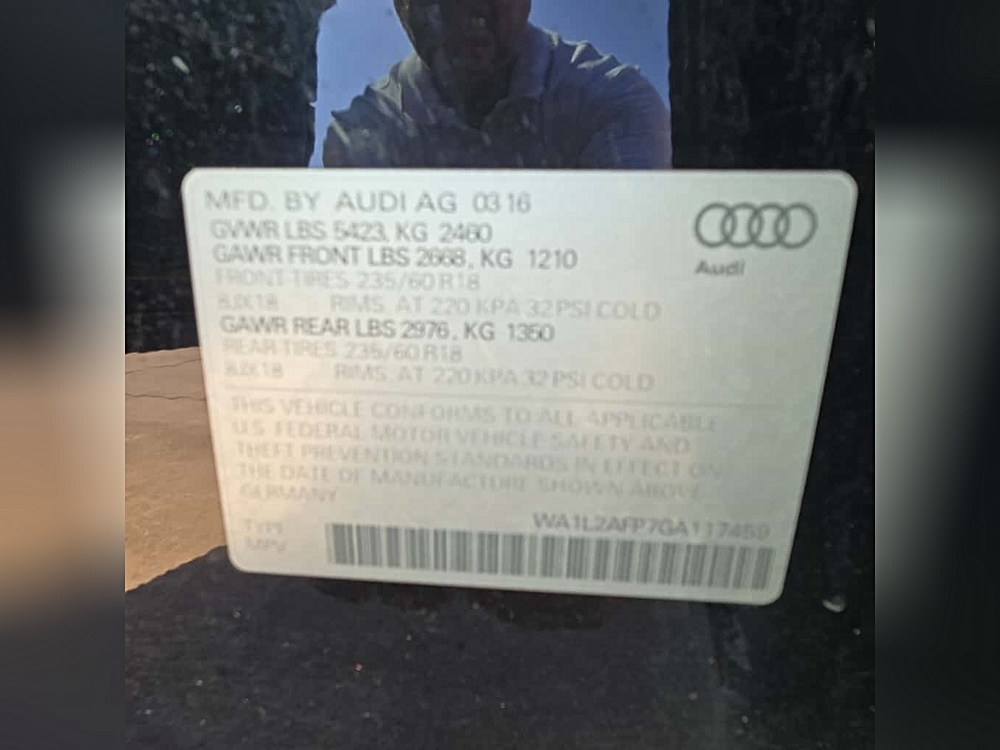 MFD. BY AUDI AG 03 16
GVWR LBS 5423, KG 2460
GAWR FRONT LBS 2668, KG 1210
FRONT TIRES 235/60 R18
8JX18 RIMS AT 220 KPA 32 PSI COLD
GAWR REAR LBS 2976, KG 1350
REAR TIRES 235/60 R18
8JX18 RIMS AT 220 KPA 32 PSI COLD
Audi
THIS VEHICLE CONFORMS TO ALL APPLICABLE
U.S. FEDERAL MOTOR VEHICLE SAFETY AND
THEFT PREVENTION STANDARDS IN EFFECT ON
THE DATE OF MANUFACTURE SHOWN ABOVE
GERMANY
WA1L2AFP7GA117459
TYPE
MPV